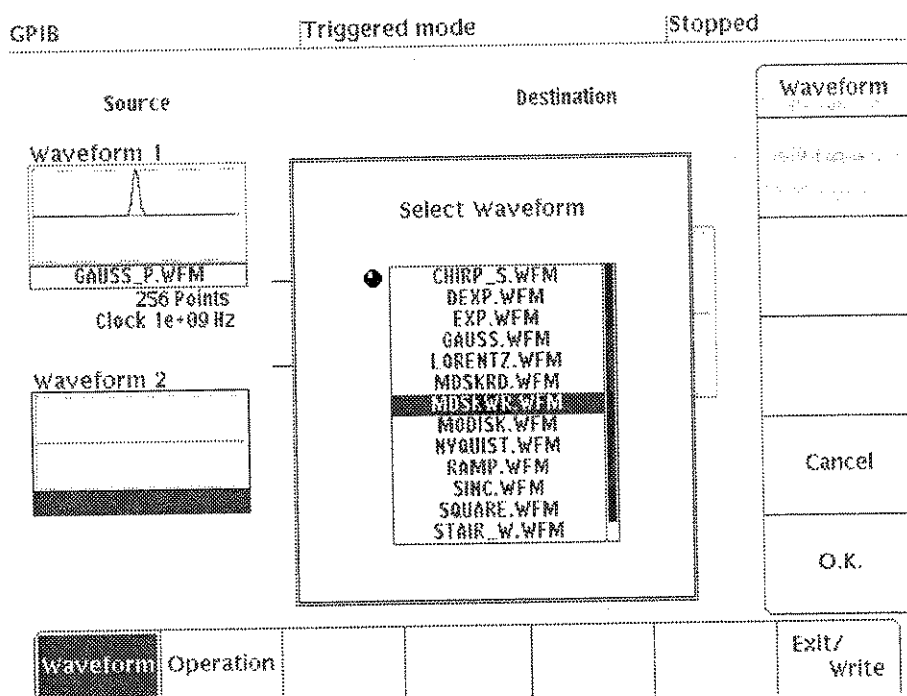 GPIB
Triggered mode
Stopped
Source
Destination
Waveform 1
GAUSS_P.WFM
256 Points
Clock 1e+09 Hz
Waveform 2
Select Waveform
CHIRP_S.WFM
DEXP.WFM
EXP.WFM
GAUSS.WFM
LORENTZ.WFM
MDSKRD.WFM
MDSKWR.WFM
MODISK.WFM
NYQUIST.WFM
RAMP.WFM
SINC.WFM
SQUARE.WFM
STAIR_W.WFM
Waveform
Cancel
O.K.
Waveform
Operation
Exit/
Write